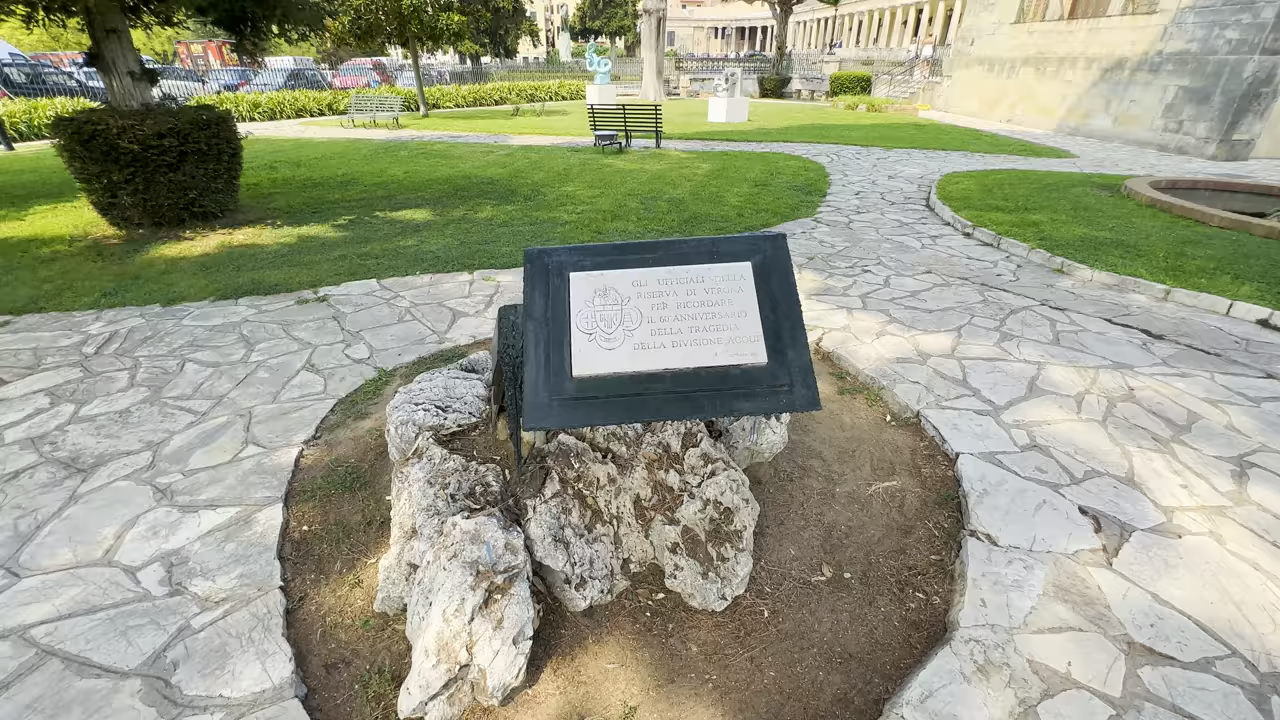 GLI UFFICIALI DELLA
RISERVA DI VERONA
PER RICORDARE
IL 60° ANNIVERSARIO
DELLA TRAGEDIA
DELLA DIVISIONE ACQUI